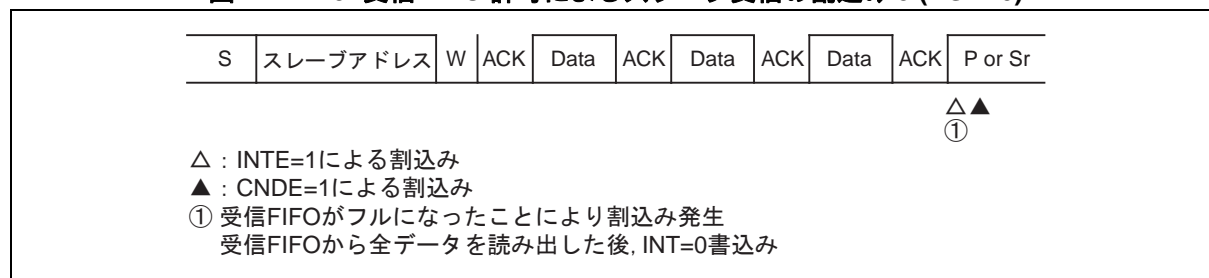 S スレーブアドレス W ACK Data ACK Data ACK Data ACK P or Sr
△▲
①
△ : INTE=1による割込み
▲ : CNDE=1による割込み
① 受信FIFOがフルになったことにより割込み発生
受信FIFOから全データを読み出した後, INT=0書込み